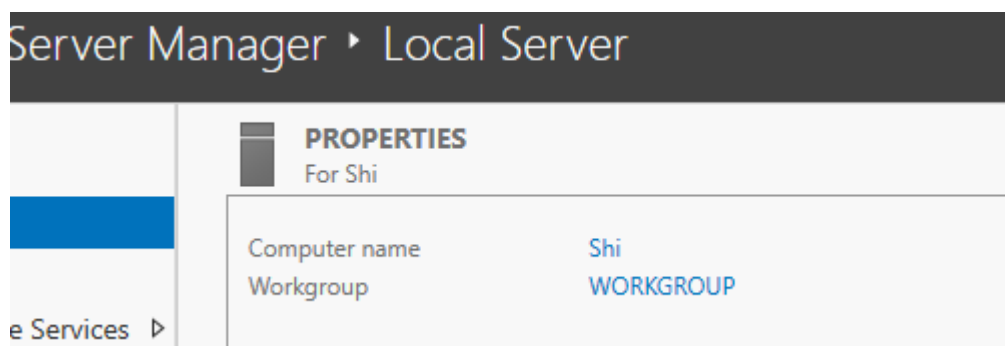 Server Manager ‣ Local Server
PROPERTIES
For Shi
Computer name Shi
Workgroup WORKGROUP
e Services ▷